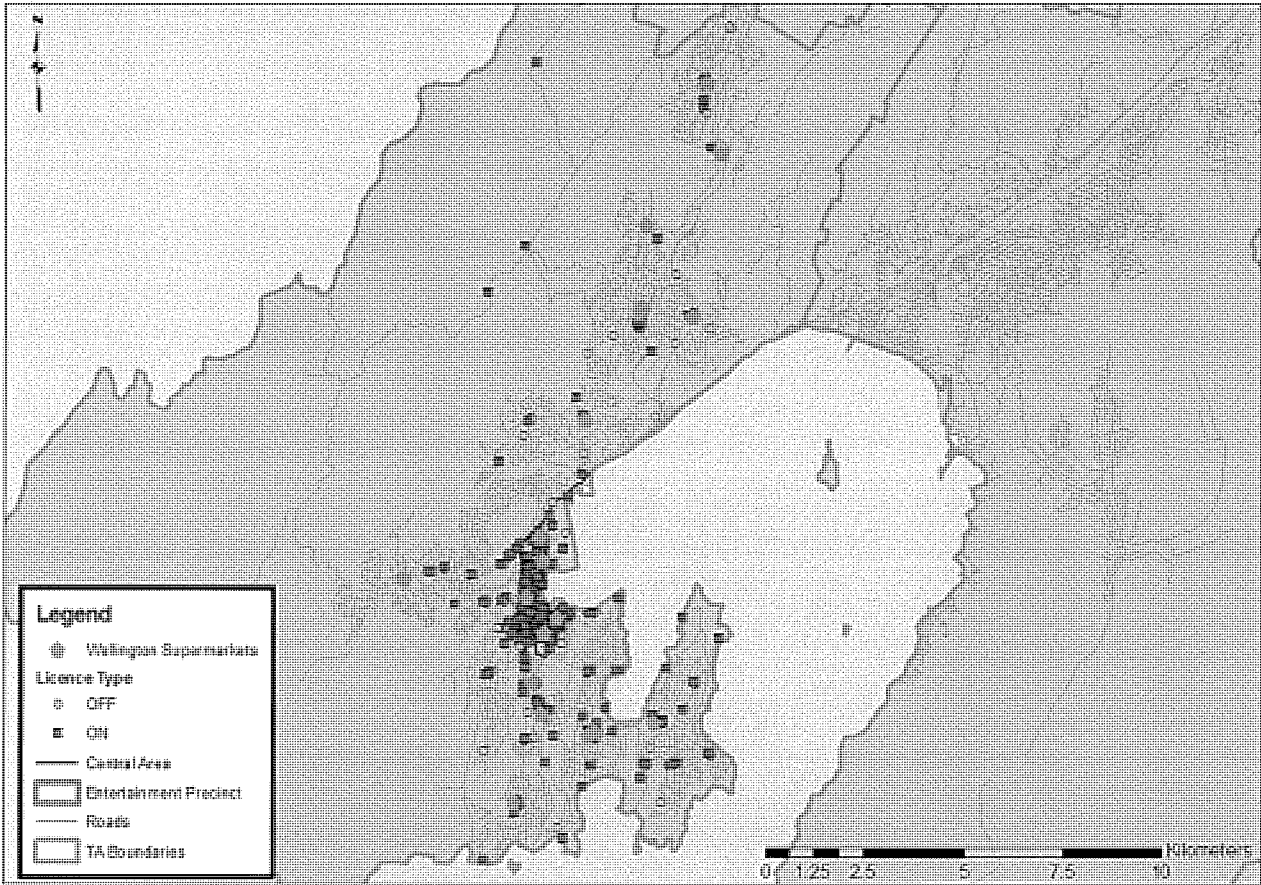 N
Legend
Wellington Supermarkets
Licence Type
OFF
ON
Central Area
Entertainment Precinct
Roads
TA Boundaries
Kilometers
0 1.25 2.5 5 7.5 10